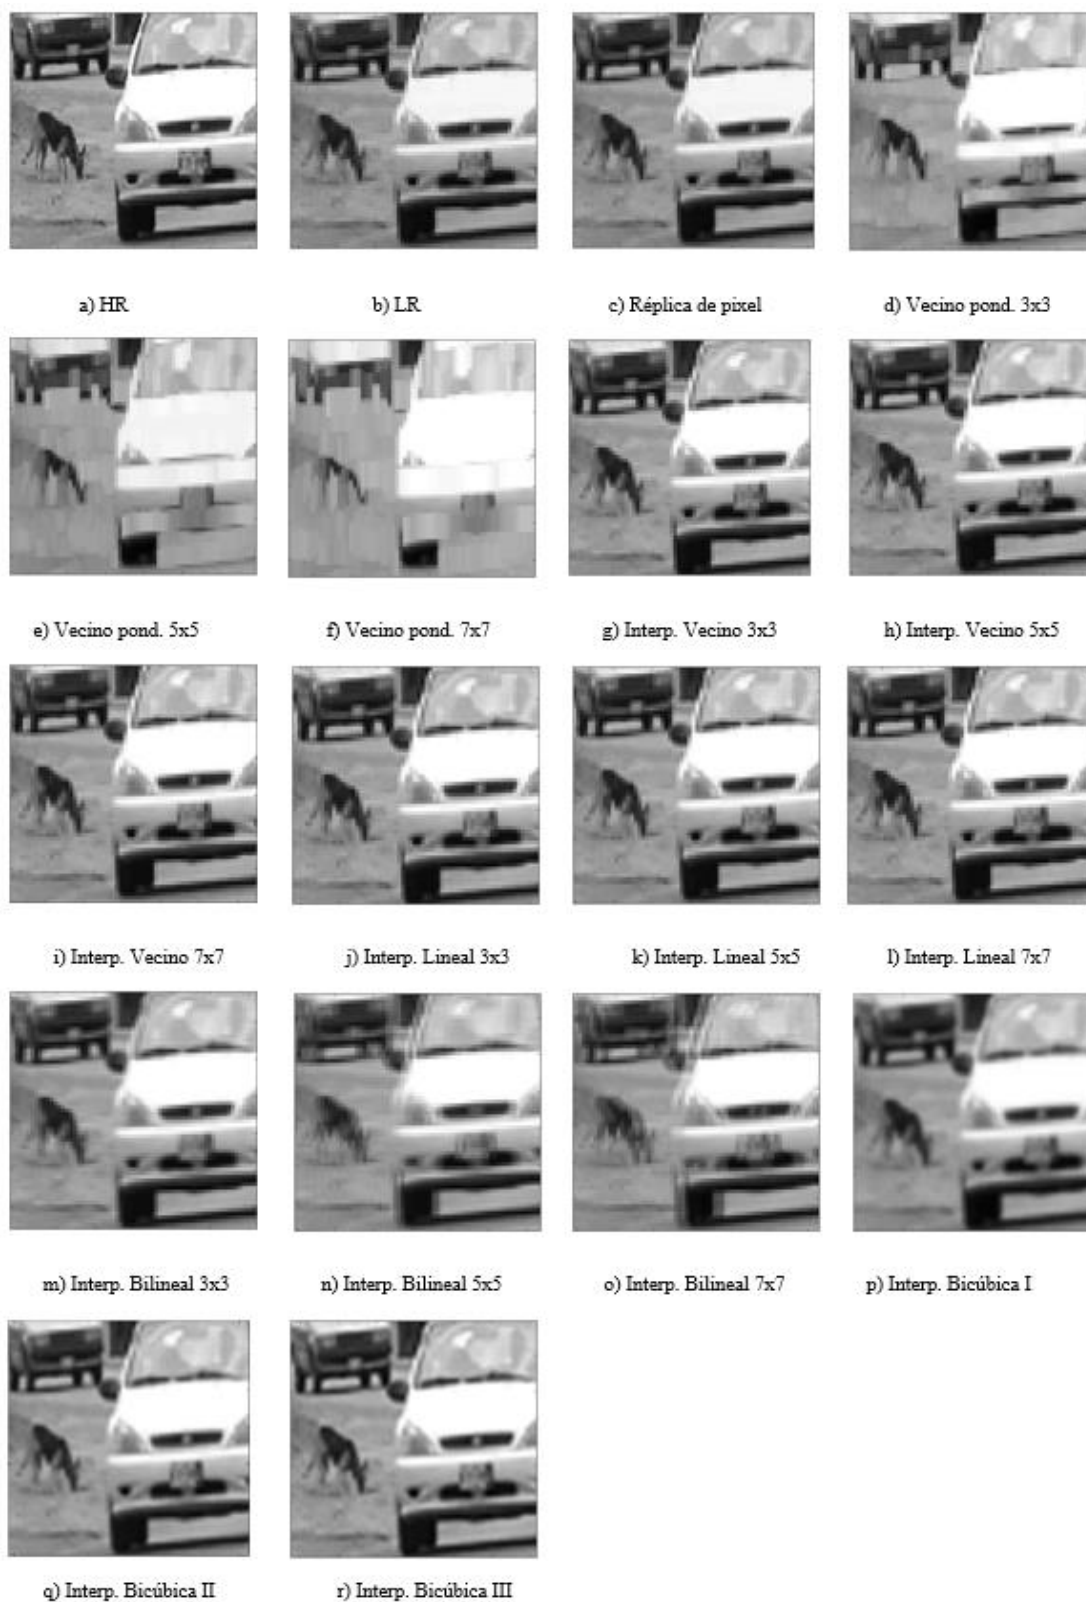 a) HR
b) LR
c) Réplica de pixel
d) Vecino pond. 3x3
e) Vecino pond. 5x5
f) Vecino pond. 7x7
g) Interp. Vecino 3x3
h) Interp. Vecino 5x5
i) Interp. Vecino 7x7
j) Interp. Lineal 3x3
k) Interp. Lineal 5x5
l) Interp. Lineal 7x7
m) Interp. Bilineal 3x3
n) Interp. Bilineal 5x5
o) Interp. Bilineal 7x7
p) Interp. Bicúbica I
q) Interp. Bicúbica II
r) Interp. Bicúbica III